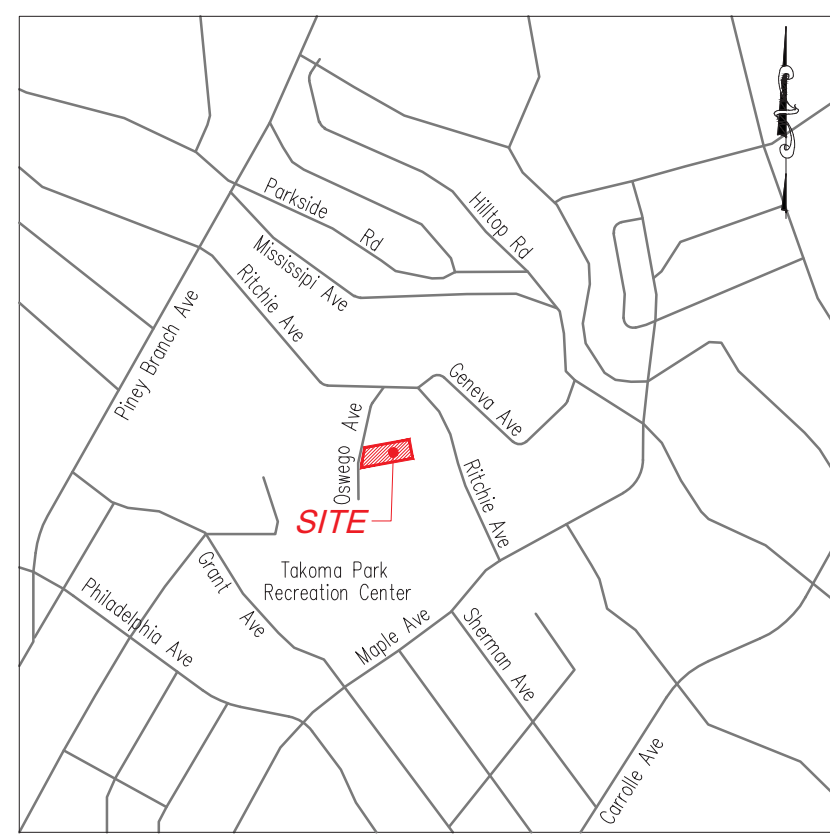 Parkside Rd
Hilltop Rd
Mississipi Ave
Ritchie Ave
Piney Branch Ave
Geneva Ave
Oswego Ave
Ritchie Ave
SITE
Takoma Park
Recreation Center
Grant Ave
Philadelphia Ave
Maple Ave
Sherman Ave
Carrolle Ave